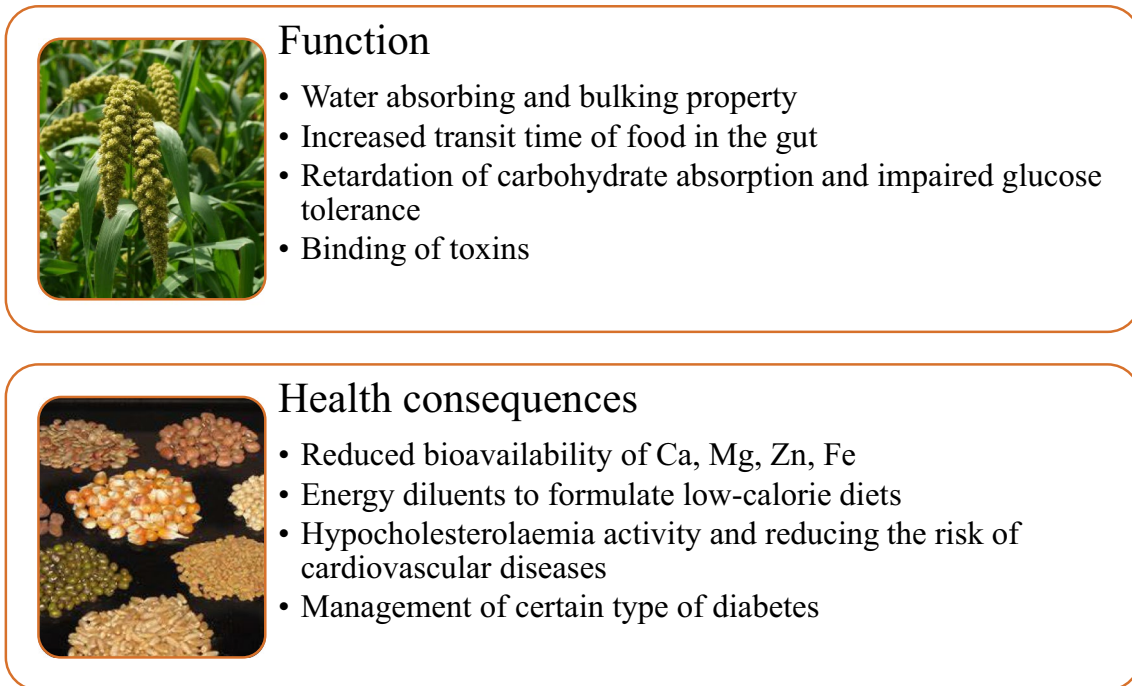 Function
• Water absorbing and bulking property
• Increased transit time of food in the gut
• Retardation of carbohydrate absorption and impaired glucose
tolerance
• Binding of toxins
Health consequences
• Reduced bioavailability of Ca, Mg, Zn, Fe
• Energy diluents to formulate low-calorie diets
• Hypocholesterolaemia activity and reducing the risk of
cardiovascular diseases
• Management of certain type of diabetes